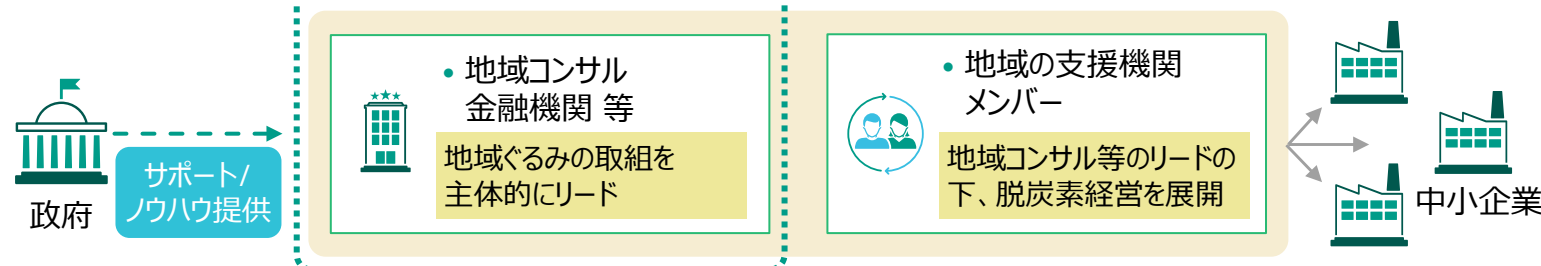 政府
サポート/
ノウハウ提供
• 地域コンサル
金融機関 等
地域ぐるみの取組を
主体的にリード
• 地域の支援機関
メンバー
地域コンサル等のリードの
下、脱炭素経営を展開
中小企業